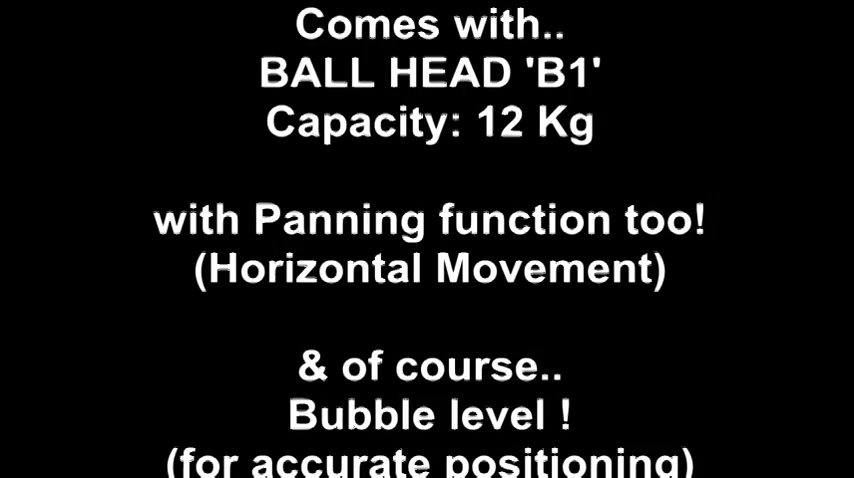 Comes with..
BALL HEAD 'B1'
Capacity: 12 Kg
with Panning function too!
(Horizontal Movement)
& of course..
Bubble level !
(for accurate positioning)